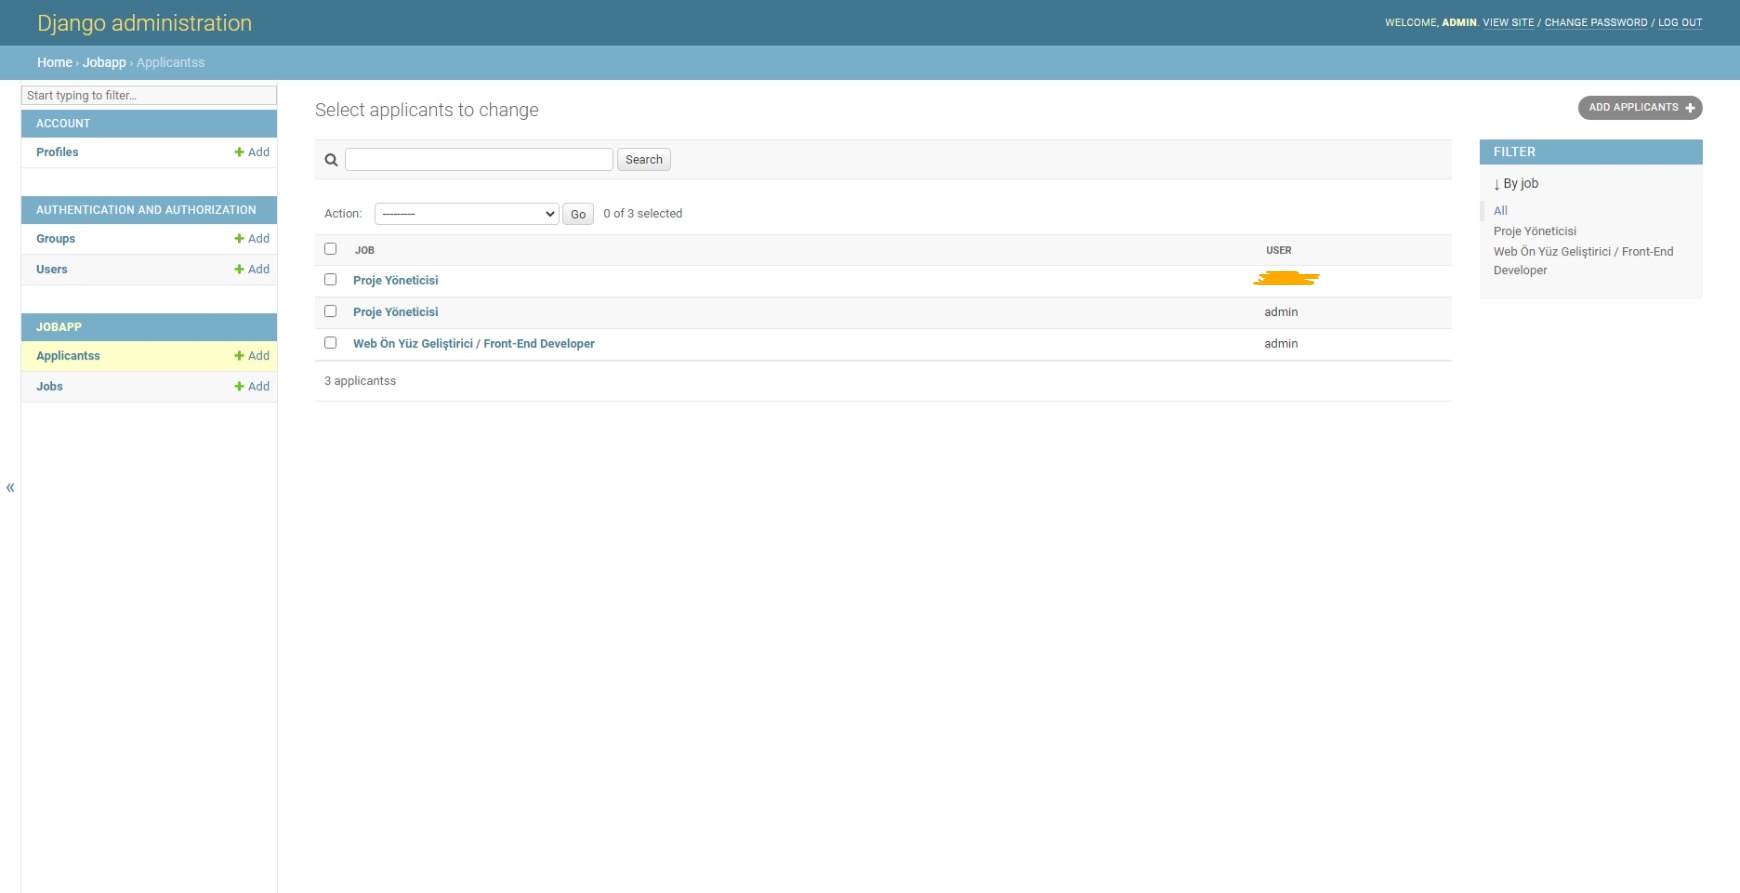 Django administration
WELCOME, ADMIN. VIEW SITE / CHANGE PASSWORD / LOG OUT
Home › Jobapp › Applicantss
Start typing to filter...
ACCOUNT
Profiles
Add
AUTHENTICATION AND AUTHORIZATION
Groups
Add
Users
Add
JOBAPP
Applicantss
Add
Jobs
Add
«
Select applicants to change
ADD APPLICANTS +
Search
Action: --------- Go 0 of 3 selected
JOB USER
Proje Yöneticisi
Proje Yöneticisi admin
Web Ön Yüz Geliştirici / Front-End Developer admin
3 applicantss
FILTER
↓ By job
All
Proje Yöneticisi
Web Ön Yüz Geliştirici / Front-End
Developer